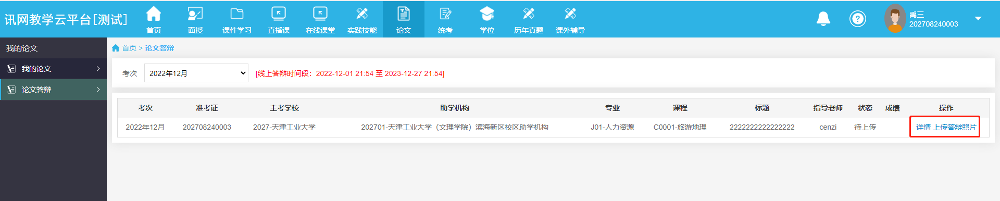 讯网教学云平台[测试]
首页
面授
课件学习
直播课
在线课堂
实践技能
论文
统考
学位
历年真题
课外辅导
禹三
202708240003
我的论文
我的论文
论文答辩
首页 > 论文答辩
考次 2022年12月 [线上答辩时间段：2022-12-01 21:54 至 2023-12-27 21:54]
考次 准考证 主考学校 助学机构 专业 课程 标题 指导老师 状态 成绩 操作
2022年12月 202708240003 2027-天津工业大学 202701-天津工业大学（文理学院）滨海新区校区助学机构 J01-人力资源 C0001-旅游地理 2222222222222222 cenzi 待上传 详情 上传答辩照片